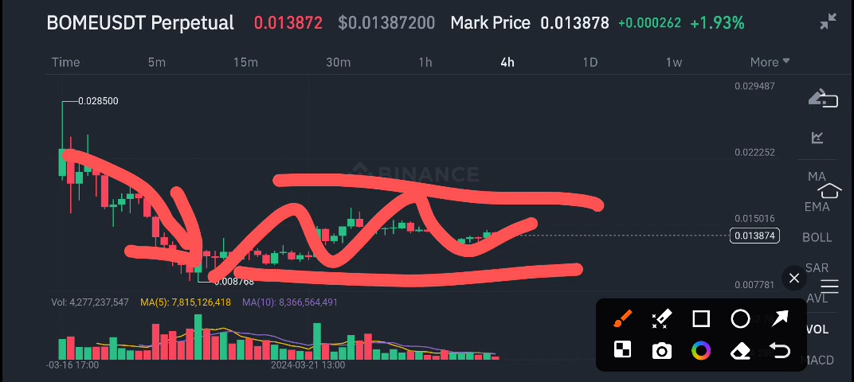 BOMEUSDT Perpetual 0.013872 $0.01387200 Mark Price 0.013878 +0.000262 +1.93%
Time 5m 15m 30m 1h 4h 1D 1w More
0.029487
0.028500
0.022252
BINANCE
MA
EMA
0.015016
0.013874
BOLL
SAR
0.008768
0.007781
AVL
Vol: 4,277,237,547 MA(5): 7,815,126,418 MA(10): 8,366,564,491
VOL
-03-16 17:00 2024-03-21 13:00
MACD